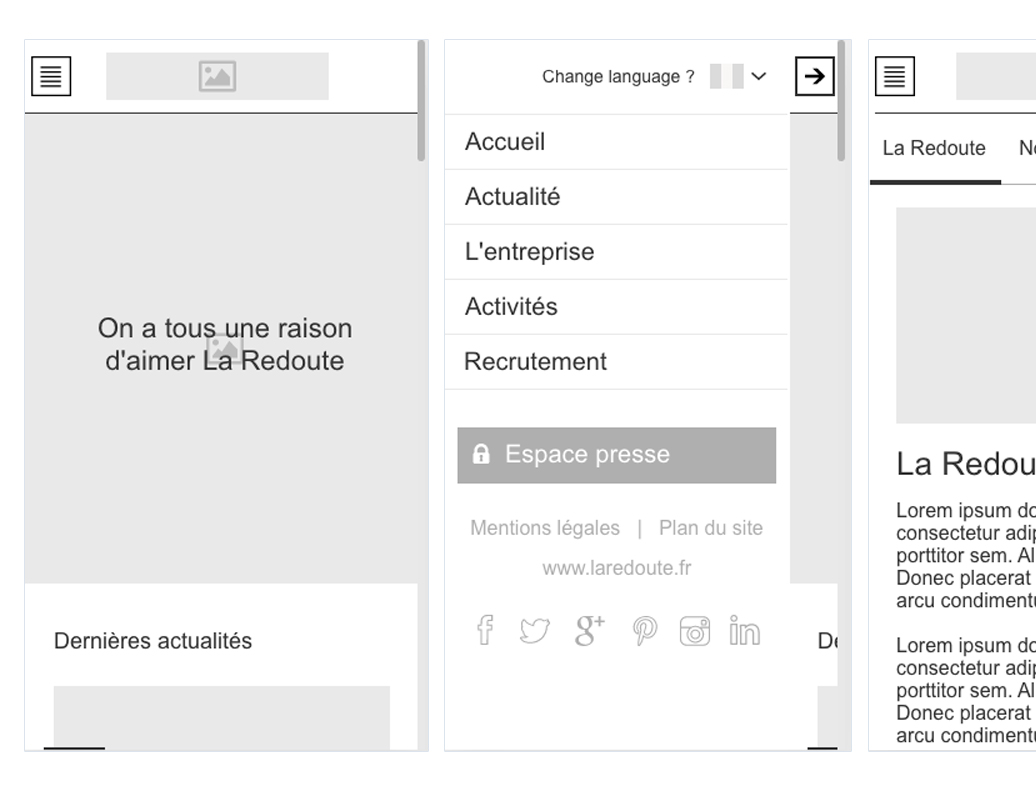 On a tous une raison
d'aimer La Redoute
Dernières actualités
Change language ?
Accueil
Actualité
L'entreprise
Activités
Recrutement
Espace presse
Mentions légales | Plan du site
www.laredoute.fr
De
La Redoute
La Redou
Lorem ipsum do
consectetur adip
porttitor sem. Al
Donec placerat
arcu condimentu
Lorem ipsum do
consectetur adip
porttitor sem. Al
Donec placerat
arcu condimentu